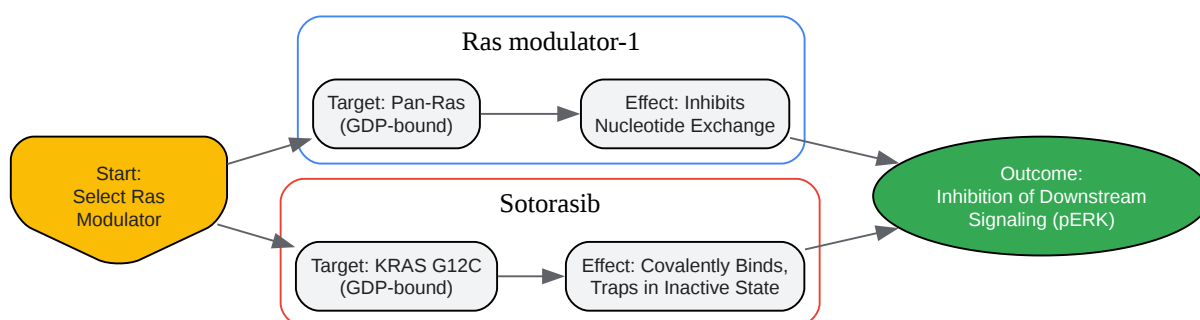 Ras modulator-1
Target: Pan-Ras
(GDP-bound)
Effect: Inhibits
Nucleotide Exchange
Start:
Select Ras
Modulator
Outcome:
Inhibition of Downstream
Signaling (pERK)
Sotorasib
Target: KRAS G12C
(GDP-bound)
Effect: Covalently Binds,
Traps in Inactive State